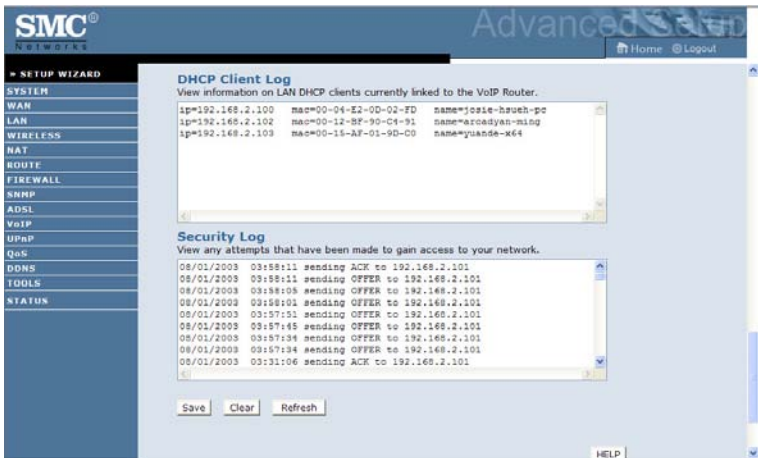 SMC®
Networks
Advanced Setup
Home Logout
» SETUP WIZARD
SYSTEM
WAN
LAN
WIRELESS
NAT
ROUTE
FIREWALL
SNMP
ADSL
VoIP
UPnP
QoS
DDNS
TOOLS
STATUS
DHCP Client Log
View information on LAN DHCP clients currently linked to the VoIP Router.
ip=192.168.2.100 mac=00-04-E2-0D-02-FD name=josie-hsueh-pc
ip=192.168.2.102 mac=00-12-BF-90-C4-91 name=arcadyan-ming
ip=192.168.2.103 mac=00-15-AF-01-9D-C0 name=yuande-x64
Security Log
View any attempts that have been made to gain access to your network.
08/01/2003 03:58:11 sending ACK to 192.168.2.101
08/01/2003 03:58:11 sending OFFER to 192.168.2.101
08/01/2003 03:58:05 sending OFFER to 192.168.2.101
08/01/2003 03:58:01 sending OFFER to 192.168.2.101
08/01/2003 03:57:51 sending OFFER to 192.168.2.101
08/01/2003 03:57:45 sending OFFER to 192.168.2.101
08/01/2003 03:57:34 sending OFFER to 192.168.2.101
08/01/2003 03:57:34 sending OFFER to 192.168.2.101
08/01/2003 03:31:06 sending ACK to 192.168.2.101
Save Clear Refresh
HELP